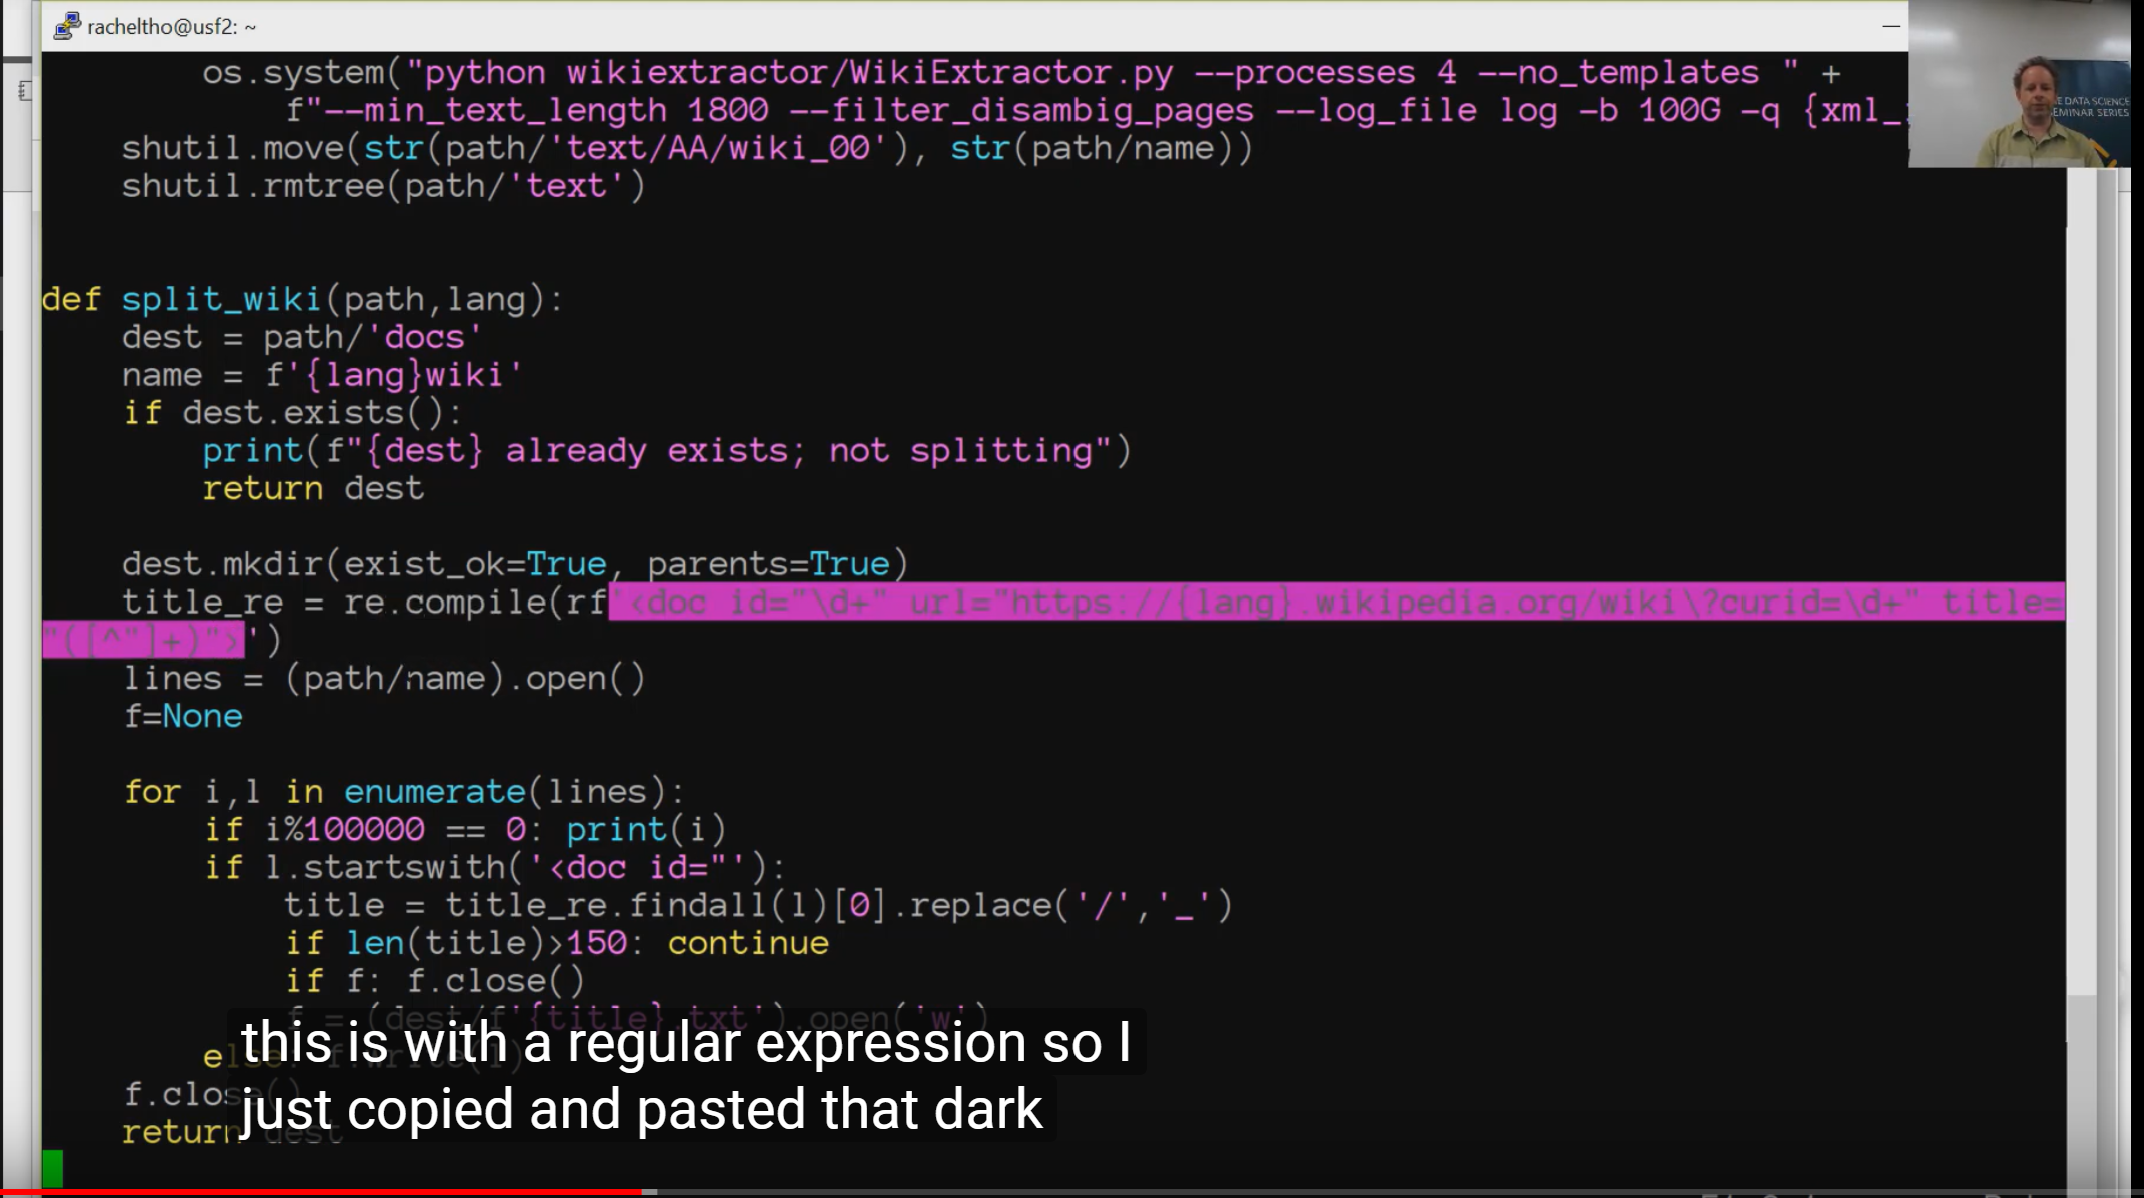 racheltho@usf2: ~
E DATA SCIENCE
EMINAR SERIES
os.system("python wikiextractor/WikiExtractor.py --processes 4 --no_templates " +
f"--min_text_length 1800 --filter_disambig_pages --log_file log -b 100G -q {xml_
shutil.move(str(path/'text/AA/wiki_00'), str(path/name))
shutil.rmtree(path/'text')
def split_wiki(path,lang):
dest = path/'docs'
name = f'{lang}wiki'
if dest.exists():
print(f"{dest} already exists; not splitting")
return dest
dest.mkdir(exist_ok=True, parents=True)
title_re = re.compile(rf'<doc id="\d+" url="https://{lang}.wikipedia.org/wiki\?curid=\d+" title=
"([^"]+)">')
lines = (path/name).open()
f=None
for i,l in enumerate(lines):
if i%100000 == 0: print(i)
if l.startswith('<doc id="'):
title = title_re.findall(l)[0].replace('/','_')
if len(title)>150: continue
if f: f.close()
f = (dest/f'{title}.txt').open('w')
else: f.write(l)
f.close()
return dest
this is with a regular expression so I
just copied and pasted that dark